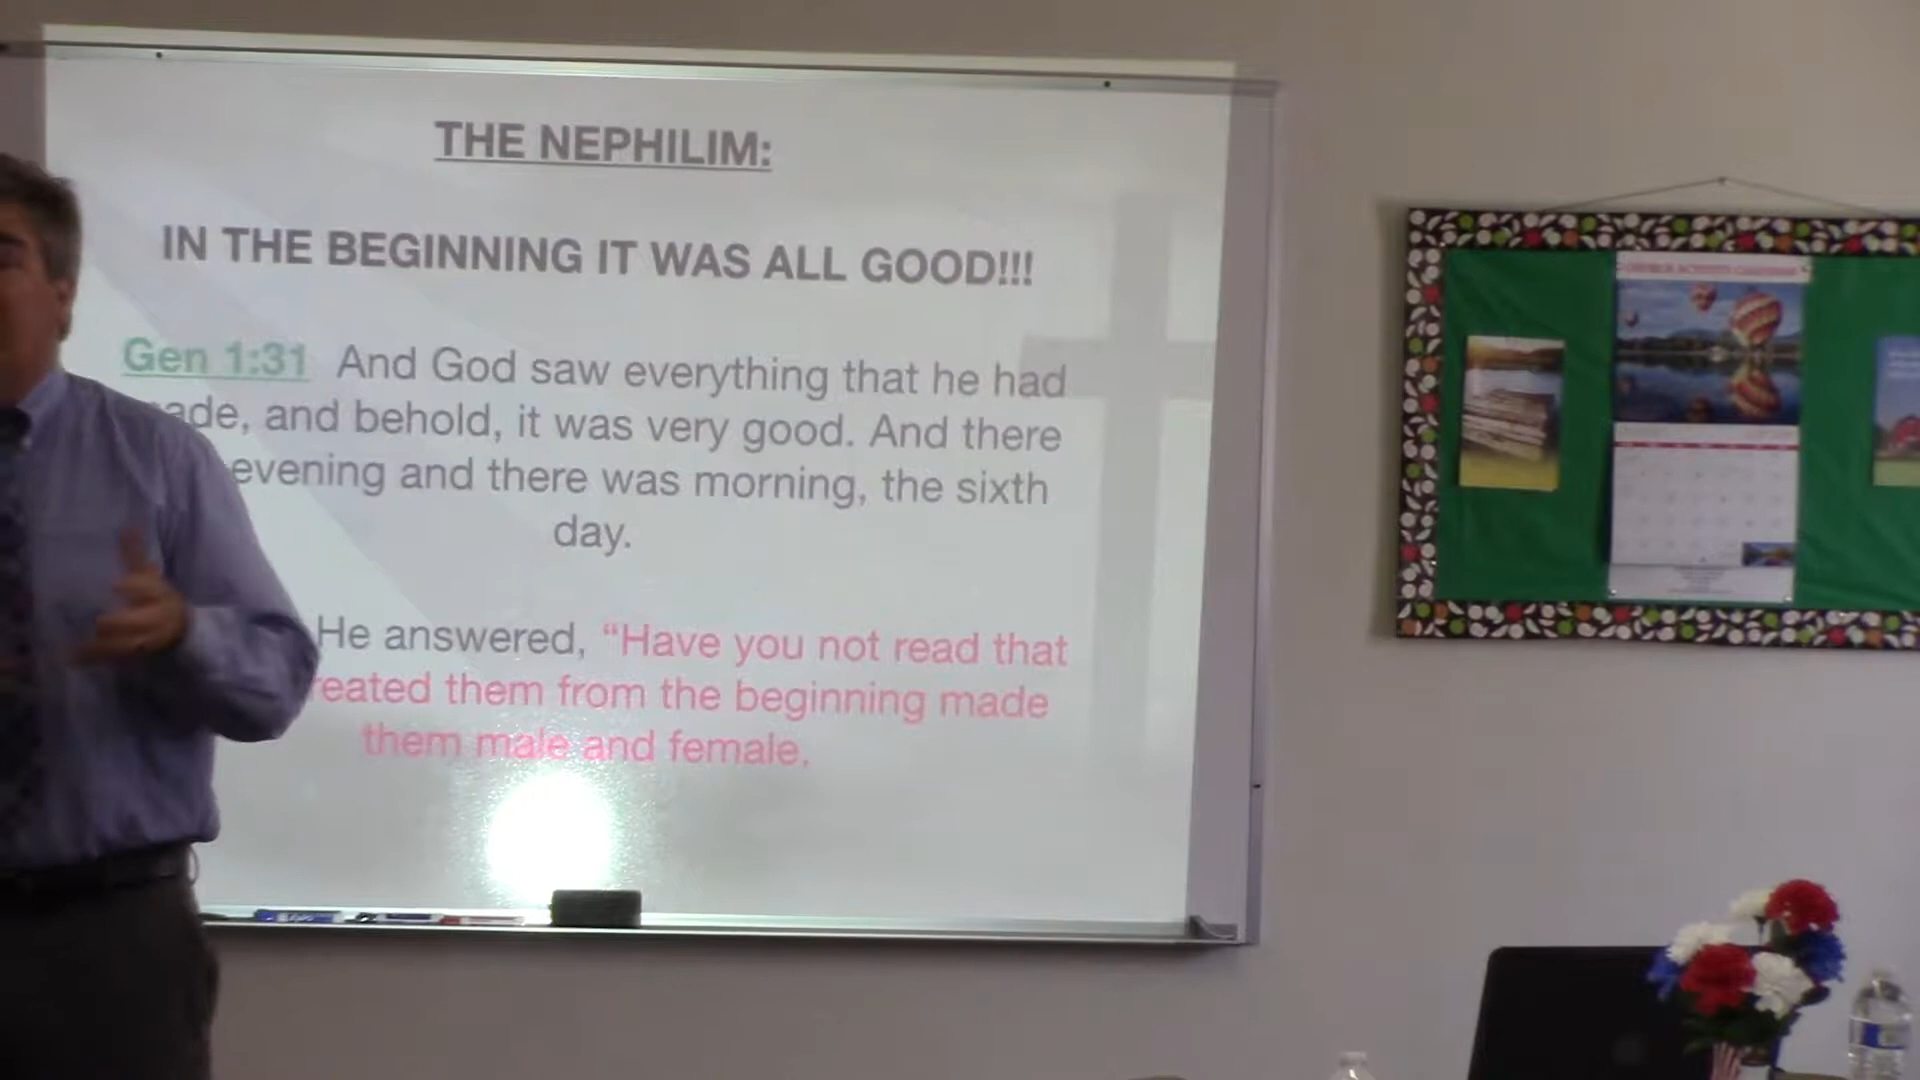 THE NEPHILIM:
IN THE BEGINNING IT WAS ALL GOOD!!!
Gen 1:31 And God saw everything that he had
ade, and behold, it was very good. And there
evening and there was morning, the sixth
day.
He answered, “Have you not read that
reated them from the beginning made
them male and female,